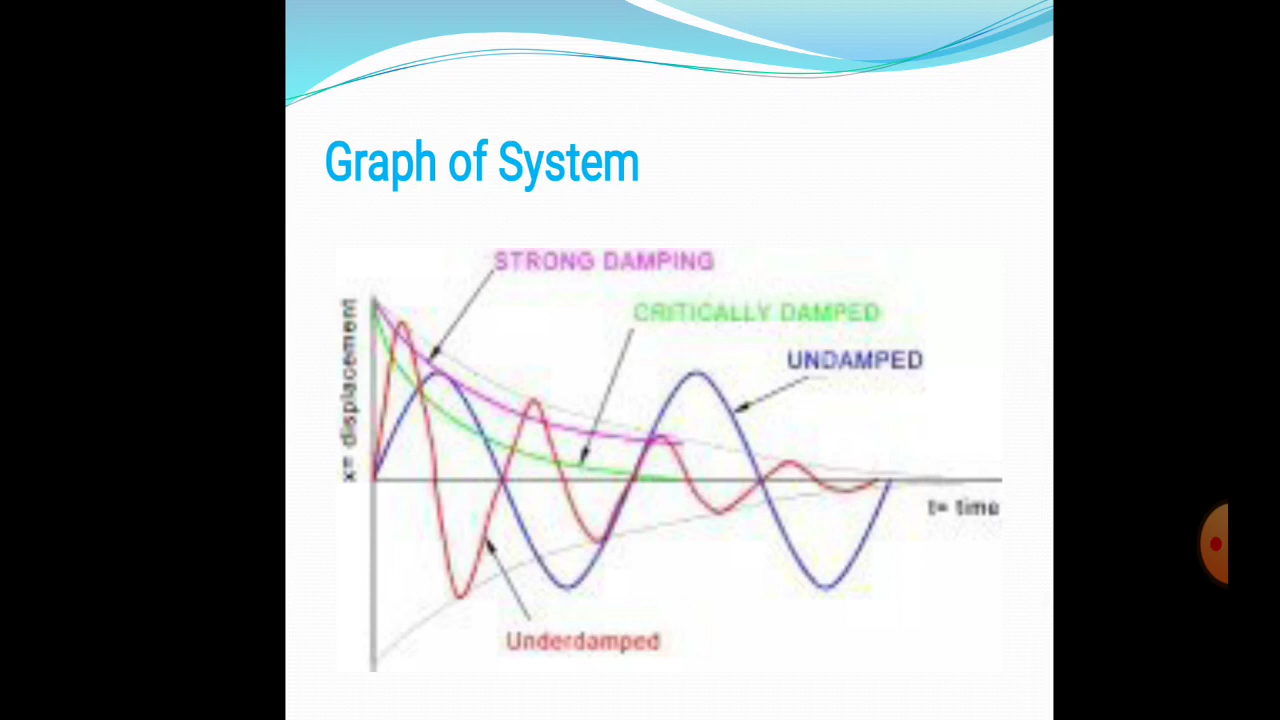 Graph of System
STRONG DAMPING
CRITICALLY DAMPED
UNDAMPED
x= displacement
t= time
Underdamped